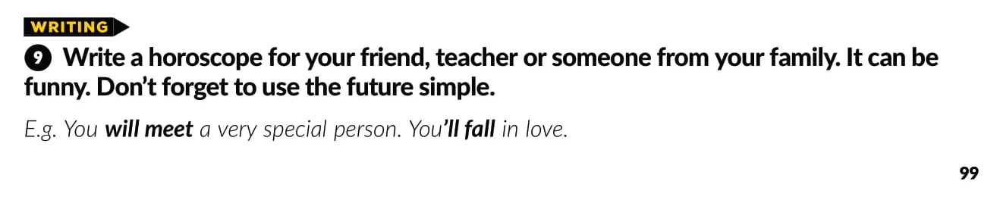 WRITING
9 Write a horoscope for your friend, teacher or someone from your family. It can be
funny. Don't forget to use the future simple.
E.g. You will meet a very special person. You'll fall in love.
99